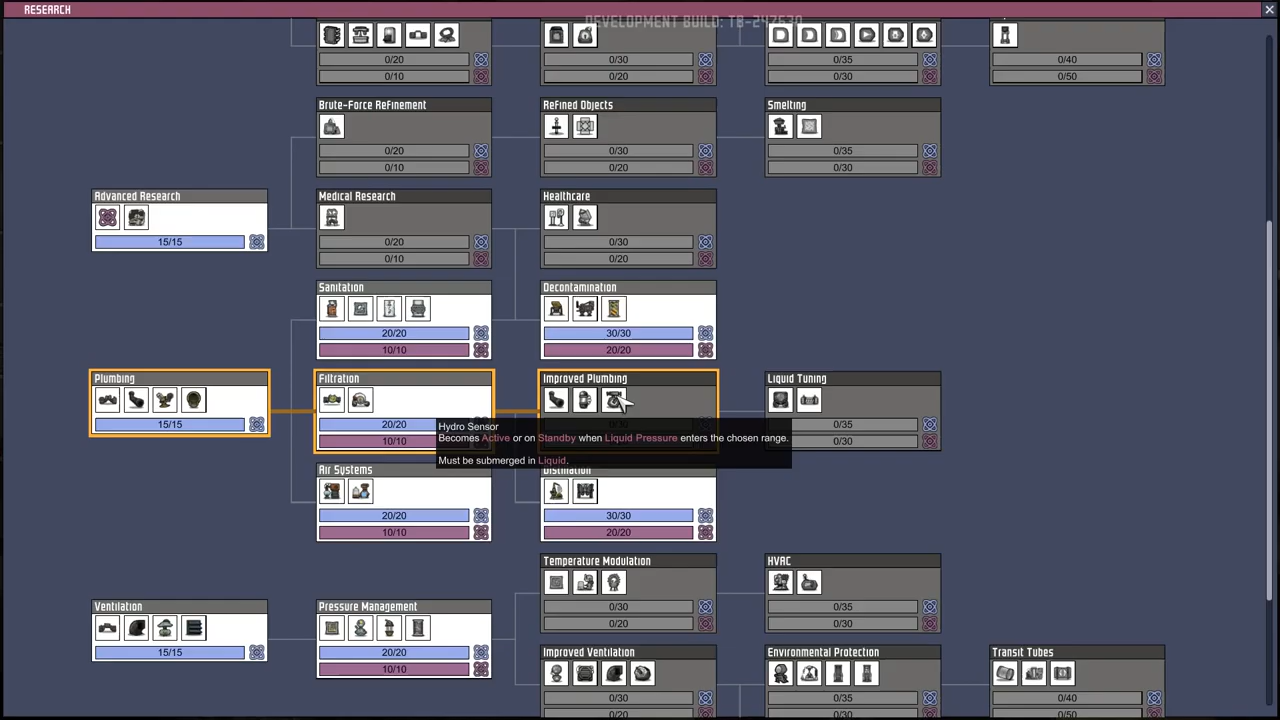 RESEARCH
DEVELOPMENT BUILD: TB-247630
0/20
0/30
0/35
0/40
0/10
0/20
0/30
0/50
Brute-Force Refinement
Refined Objects
Smelting
0/20
0/30
0/35
0/10
0/20
0/30
Advanced Research
Medical Research
Healthcare
15/15
0/20
0/30
0/10
0/20
Sanitation
Decontamination
20/20
30/30
10/10
20/20
Plumbing
Filtration
Improved Plumbing
Liquid Tuning
15/15
20/20
0/35
10/10
0/30
Hydro Sensor
Becomes Active or on Standby when Liquid Pressure enters the chosen range.
Must be submerged in Liquid.
Air Systems
Distillation
20/20
30/30
10/10
20/20
Temperature Modulation
HVAC
0/30
0/35
0/20
0/30
Ventilation
Pressure Management
15/15
20/20
10/10
Improved Ventilation
Environmental Protection
Transit Tubes
0/30
0/35
0/40
0/20
0/30
0/50